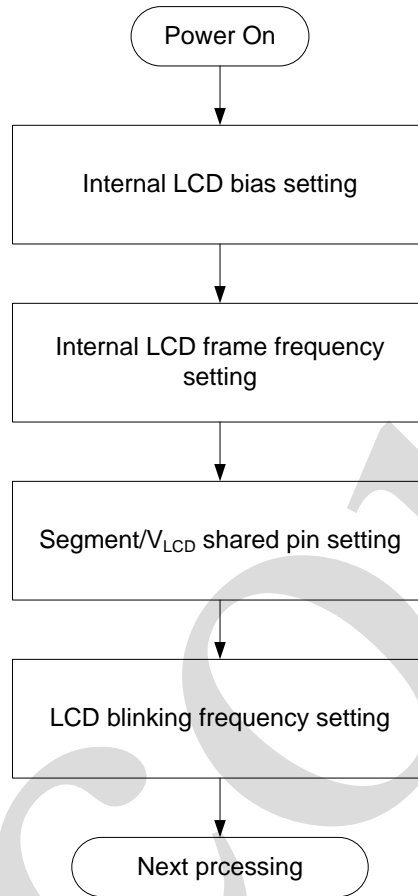 Power On
Internal LCD bias setting
Internal LCD frame frequency
setting
Segment/VLCD shared pin setting
LCD blinking frequency setting
Next prcessing